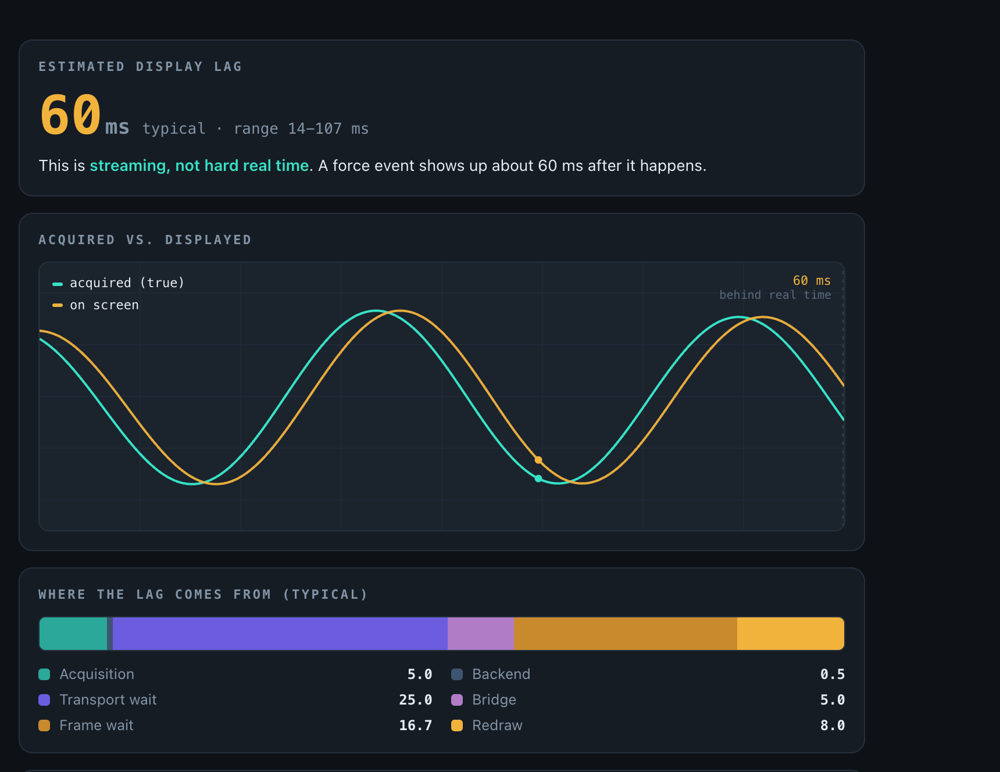 ESTIMATED DISPLAY LAG
60 ms typical · range 14–107 ms
This is streaming, not hard real time. A force event shows up about 60 ms after it happens.
ACQUIRED VS. DISPLAYED
acquired (true)
on screen
60 ms
behind real time
WHERE THE LAG COMES FROM (TYPICAL)
Acquisition 5.0
Backend 0.5
Transport wait 25.0
Bridge 5.0
Frame wait 16.7
Redraw 8.0